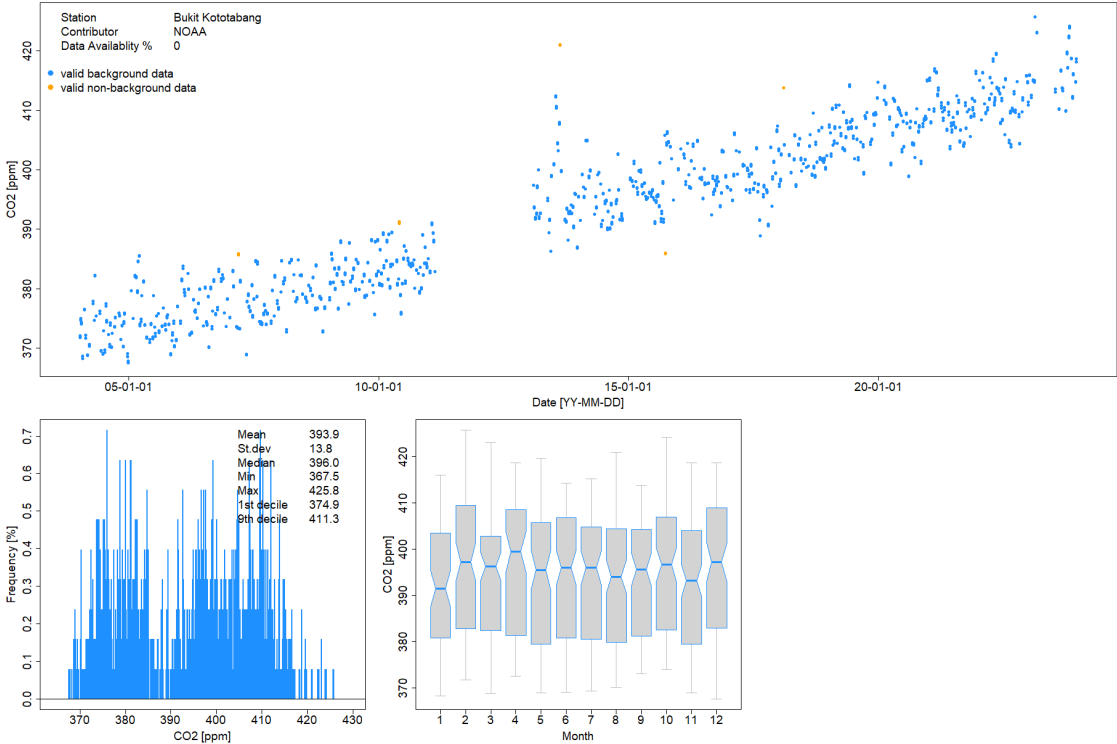 Station Bukit Kototabang
Contributor NOAA
Data Availablity % 0
valid background data
valid non-background data
CO2 [ppm]
420
410
400
390
380
370
05-01-01 10-01-01 15-01-01 20-01-01
Date [YY-MM-DD]
Frequency [%]
0.7
0.6
0.5
0.4
0.3
0.2
0.1
0.0
Mean 393.9
St.dev 13.8
Median 396.0
Min 367.5
Max 425.8
1st decile 374.9
9th decile 411.3
370 380 390 400 410 420 430
CO2 [ppm]
CO2 [ppm]
420
410
400
390
380
370
1 2 3 4 5 6 7 8 9 10 11 12
Month